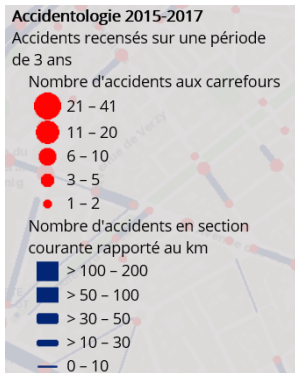 Accidentologie 2015-2017
Accidents recensés sur une période
de 3 ans
Nombre d'accidents aux carrefours
21 – 41
11 – 20
6 – 10
3 – 5
1 – 2
Nombre d'accidents en section
courante rapporté au km
> 100 – 200
> 50 – 100
> 30 – 50
> 10 – 30
0 – 10